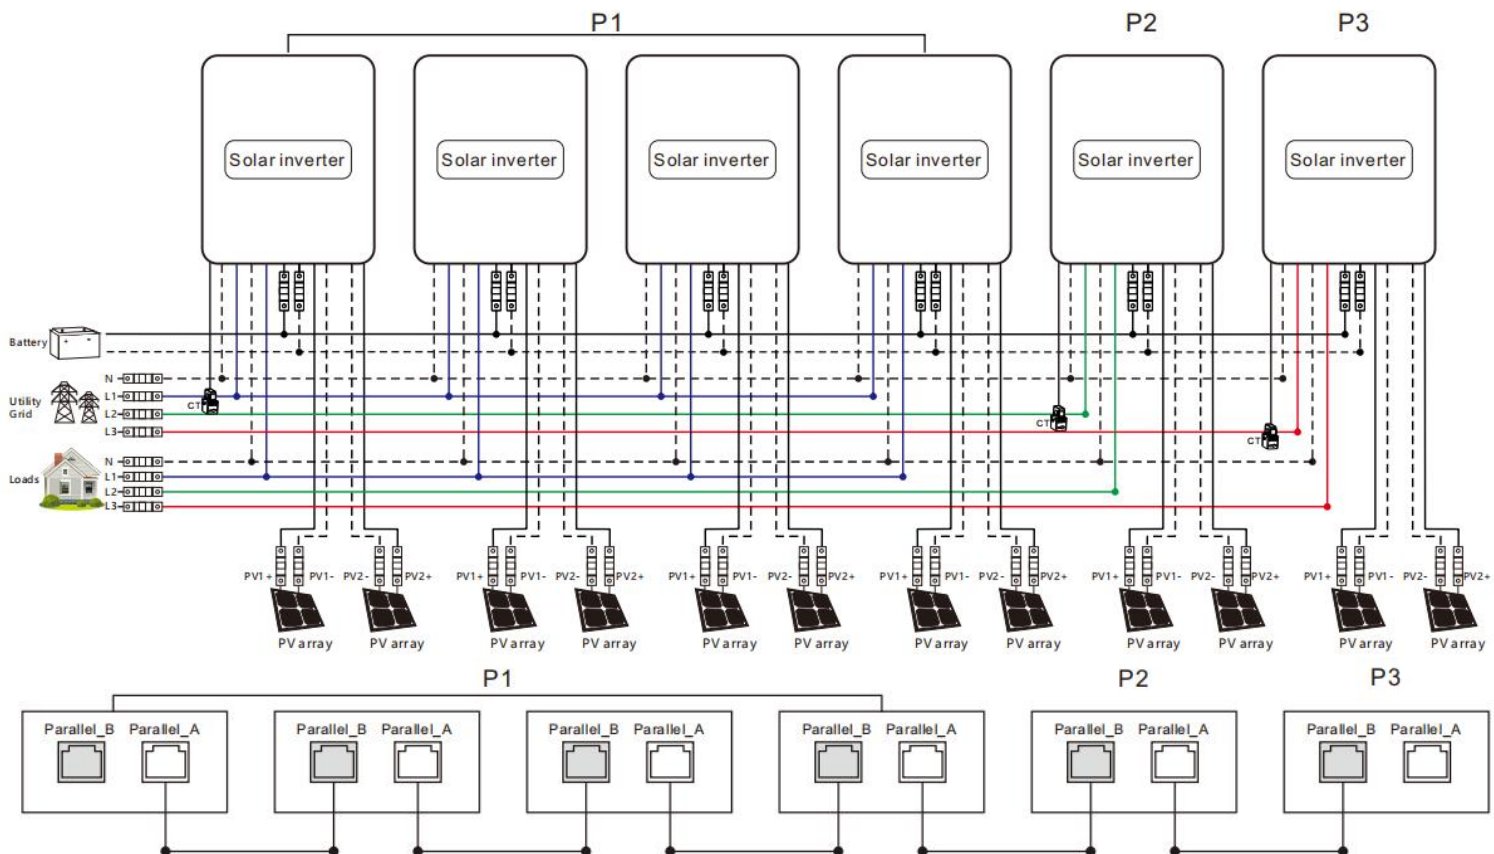 P1 P2 P3
Solar inverter Solar inverter Solar inverter Solar inverter Solar inverter Solar inverter
Battery
+ -
N
Utility
Grid
L1
CT
L2
CT
L3
CT
Loads
N
L1
L2
L3
PV1+ PV1- PV2- PV2+ PV1+ PV1- PV2- PV2+ PV1+ PV1- PV2- PV2+ PV1+ PV1- PV2- PV2+ PV1+ PV1- PV2- PV2+ PV1+ PV1- PV2- PV2+
PV array PV array PV array PV array PV array PV array PV array PV array PV array PV array PV array PV array
P1 P2 P3
Parallel_B Parallel_A Parallel_B Parallel_A Parallel_B Parallel_A Parallel_B Parallel_A Parallel_B Parallel_A Parallel_B Parallel_A